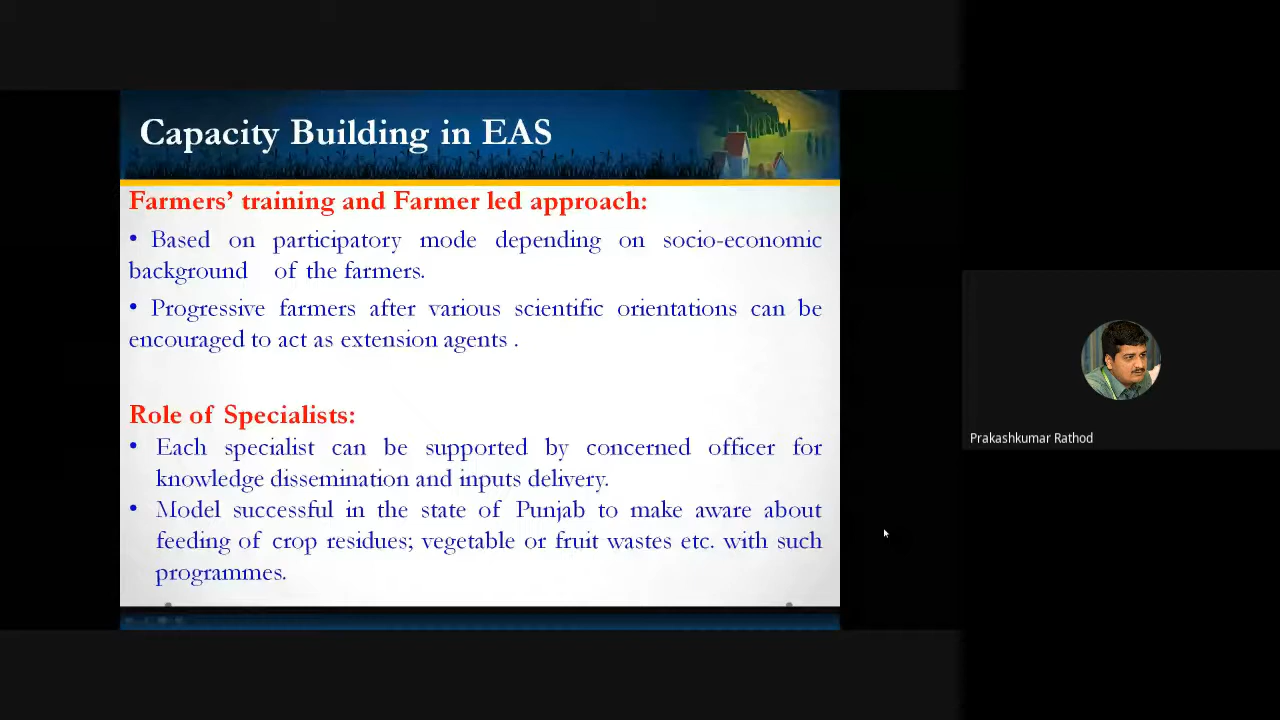 Capacity Building in EAS
Farmers' training and Farmer led approach:
• Based on participatory mode depending on socio-economic
background of the farmers.
• Progressive farmers after various scientific orientations can be
encouraged to act as extension agents .
Role of Specialists:
• Each specialist can be supported by concerned officer for
knowledge dissemination and inputs delivery.
• Model successful in the state of Punjab to make aware about
feeding of crop residues; vegetable or fruit wastes etc. with such
programmes.
Prakashkumar Rathod